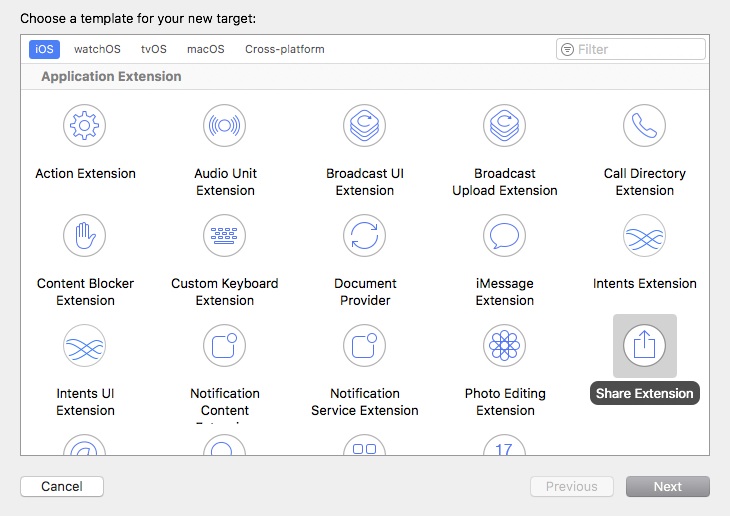 Choose a template for your new target:
iOS watchOS tvOS macOS Cross-platform Filter
Application Extension
Action Extension
Audio Unit
Extension
Broadcast UI
Extension
Broadcast
Upload Extension
Call Directory
Extension
Content Blocker
Extension
Custom Keyboard
Extension
Document
Provider
iMessage
Extension
Intents Extension
Intents UI
Extension
Notification
Content
Notification
Service Extension
Photo Editing
Extension
Share Extension
17
Cancel Previous Next